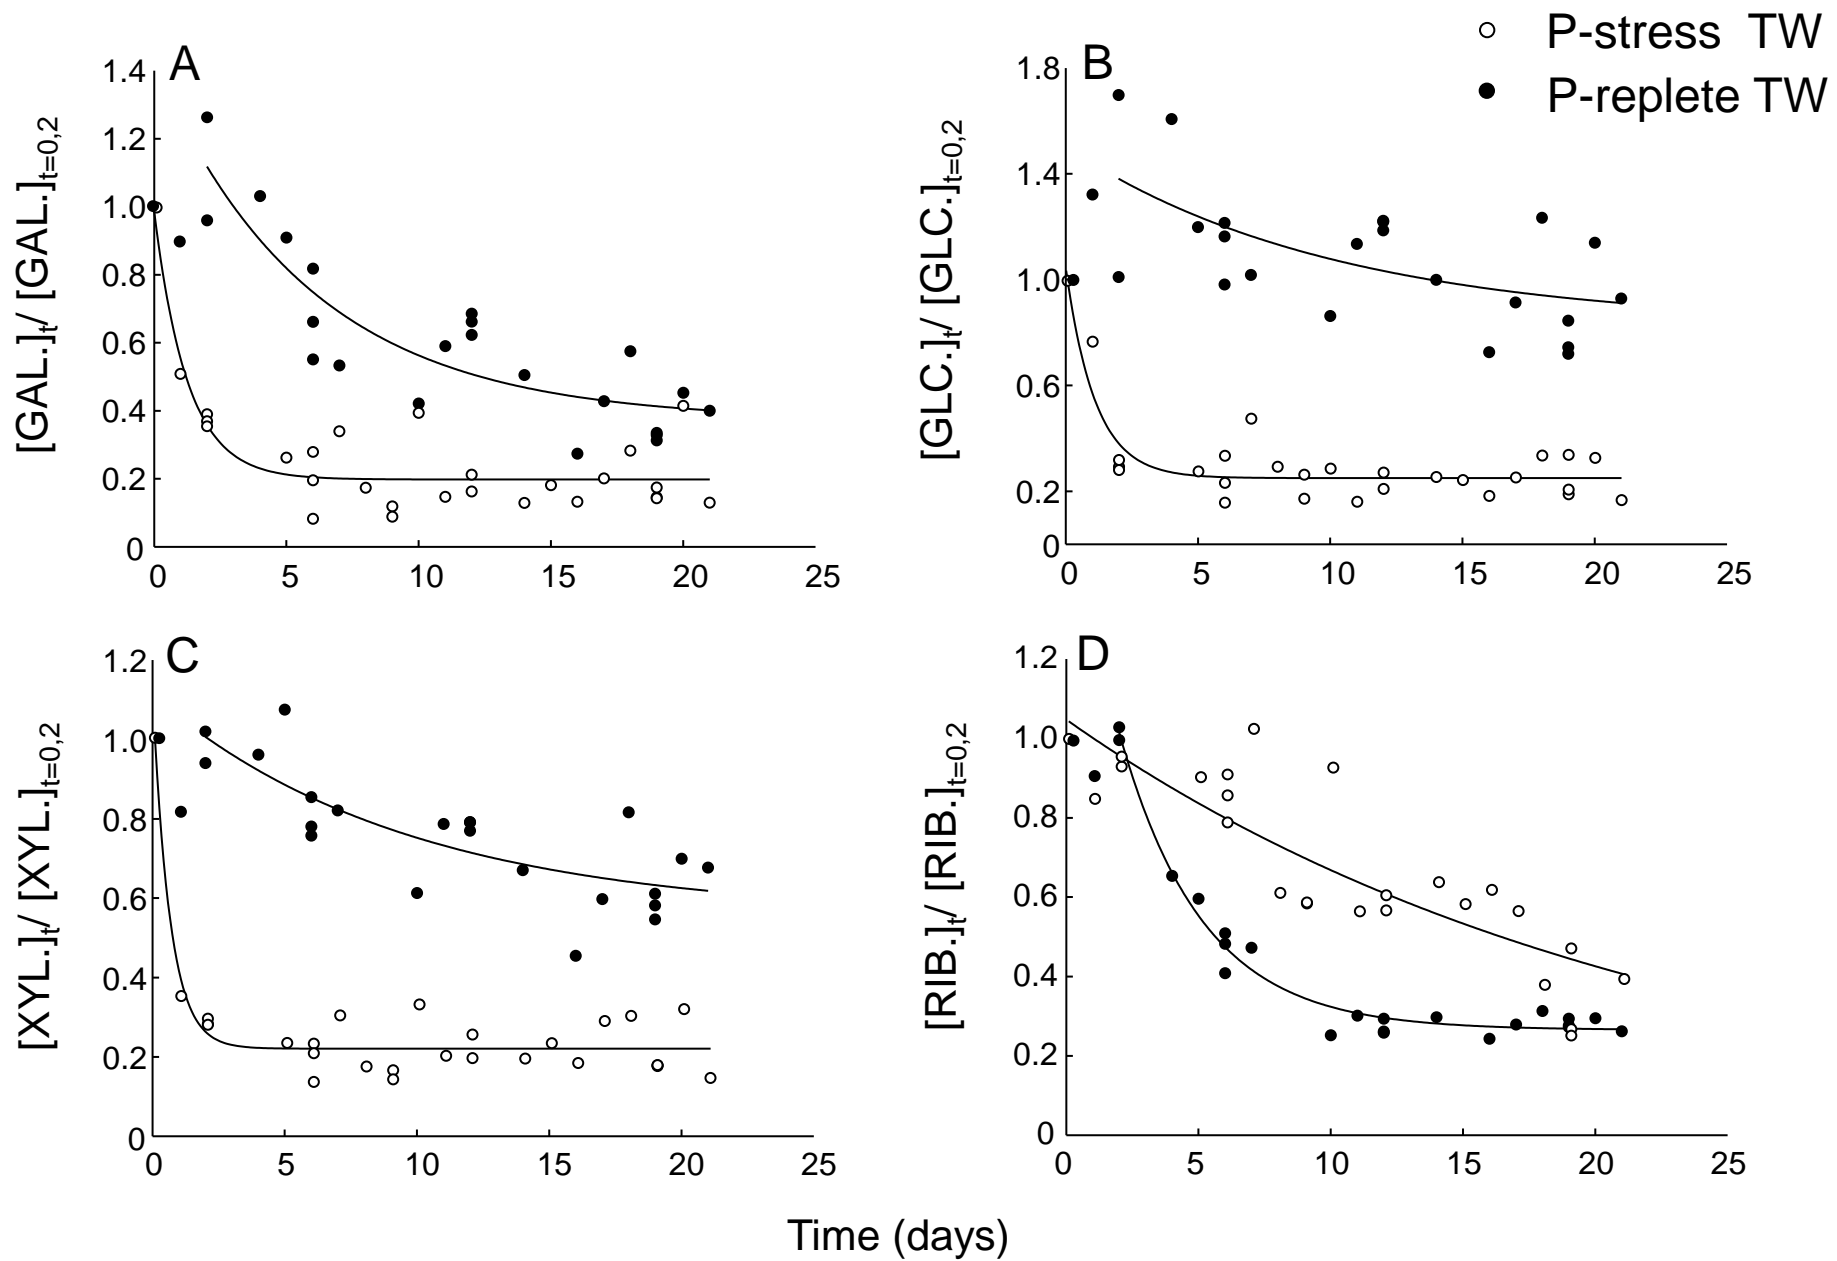 P-stress TW
P-replete TW
A
1.4
1.2
1.0
0.8
0.6
0.4
0.2
0
0 5 10 15 20 25
[GAL.]t/ [GAL.]t=0,2
B
1.8
1.4
1.0
0.6
0.2
0
0 5 10 15 20 25
[GLC.]t/ [GLC.]t=0,2
C
1.2
1.0
0.8
0.6
0.4
0.2
0
0 5 10 15 20 25
[XYL.]t/ [XYL.]t=0,2
D
1.2
1.0
0.8
0.6
0.4
0.2
0
0 5 10 15 20 25
[RIB.]t/ [RIB.]t=0,2
Time (days)